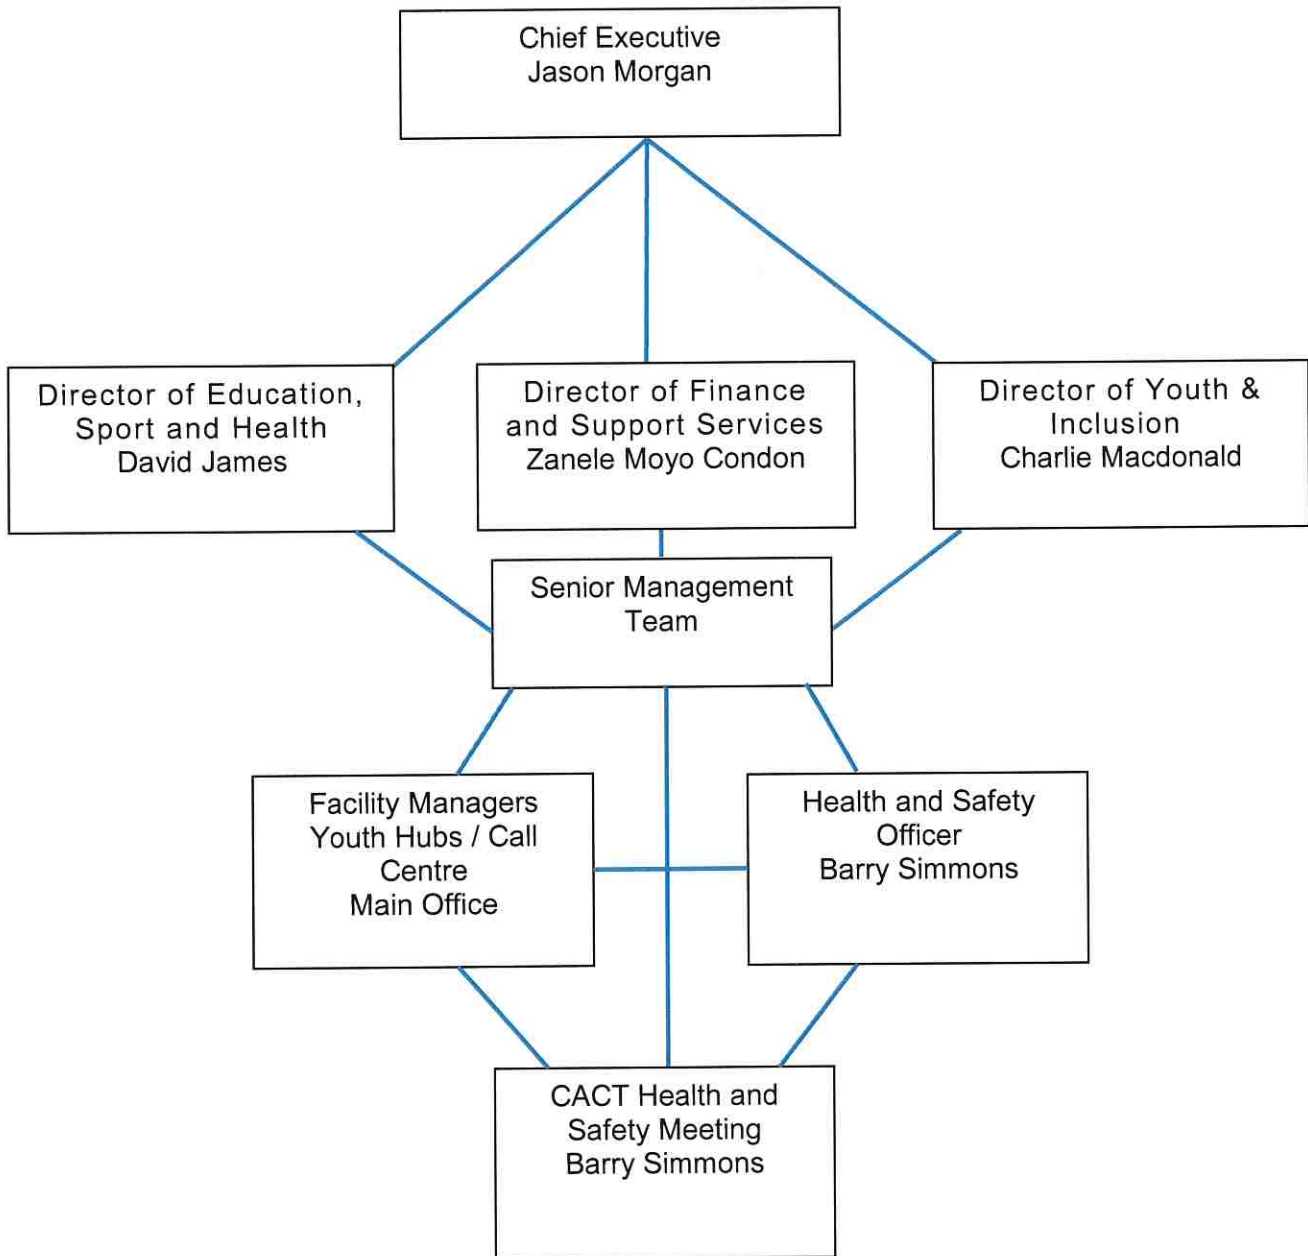 Chief Executive
Jason Morgan
Director of Education,
Sport and Health
David James
Director of Finance
and Support Services
Zanele Moyo Condon
Director of Youth &
Inclusion
Charlie Macdonald
Senior Management
Team
Facility Managers
Youth Hubs / Call
Centre
Main Office
Health and Safety
Officer
Barry Simmons
CACT Health and
Safety Meeting
Barry Simmons